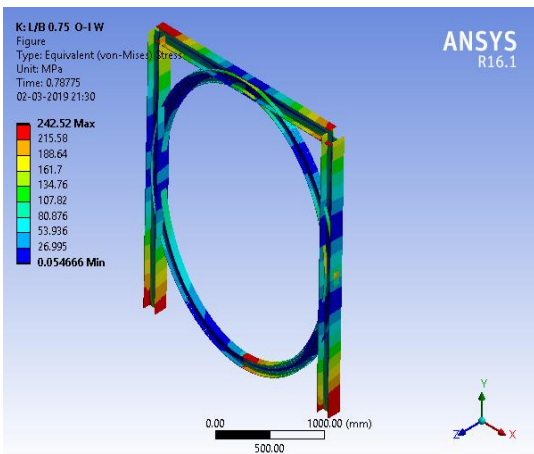 K: L/B 0.75 O-I W
Figure
Type: Equivalent (von-Mises) Stress
Unit: MPa
Time: 0.78775
02-03-2019 21:30
ANSYS
R16.1
242.52 Max
215.58
188.64
161.7
134.76
107.82
80.876
53.936
26.995
0.054666 Min
0.00
1000.00 (mm)
500.00
Y
Z
X